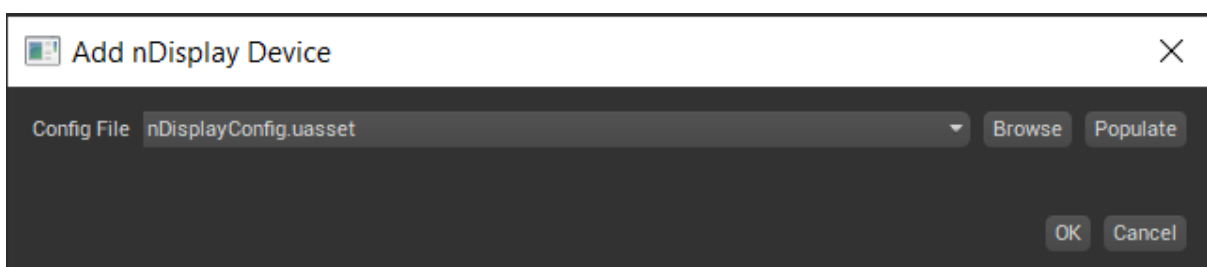 Add nDisplay Device
Config File nDisplayConfig.uasset Browse Populate
OK Cancel